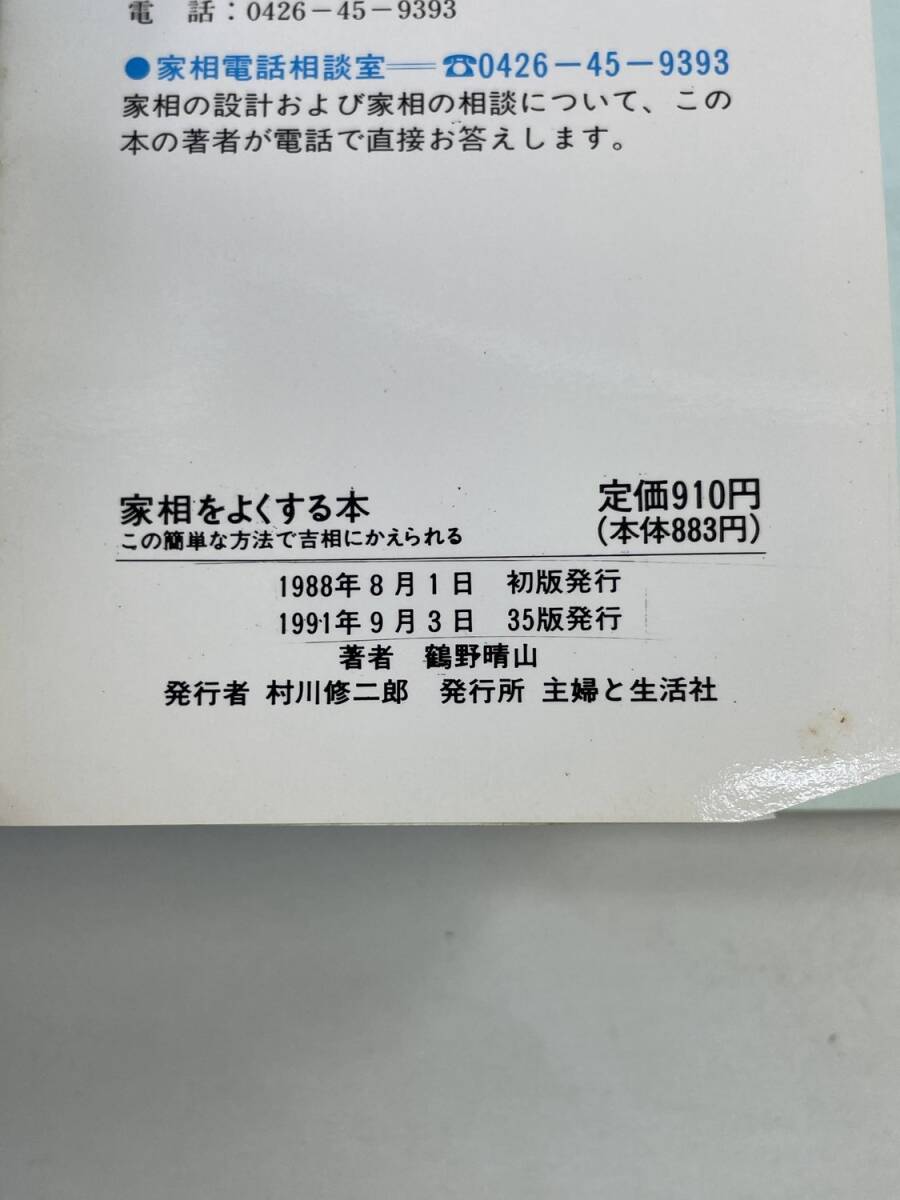 電　話：0426－45－9393
●家相電話相談室──☎0426－45－9393
家相の設計および家相の相談について、この
本の著者が電話で直接お答えします。
家相をよくする本　定価910円
この簡単な方法で吉相にかえられる　(本体883円)
1988年8月1日　初版発行
1991年9月3日　35版発行
著者　鶴野晴山
発行者 村川修二郎　発行所 主婦と生活社